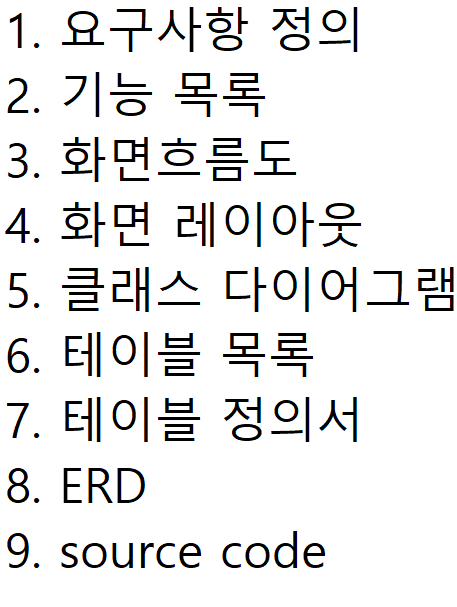 1. 요구사항 정의
2. 기능 목록
3. 화면흐름도
4. 화면 레이아웃
5. 클래스 다이어그램
6. 테이블 목록
7. 테이블 정의서
8. ERD
9. source code